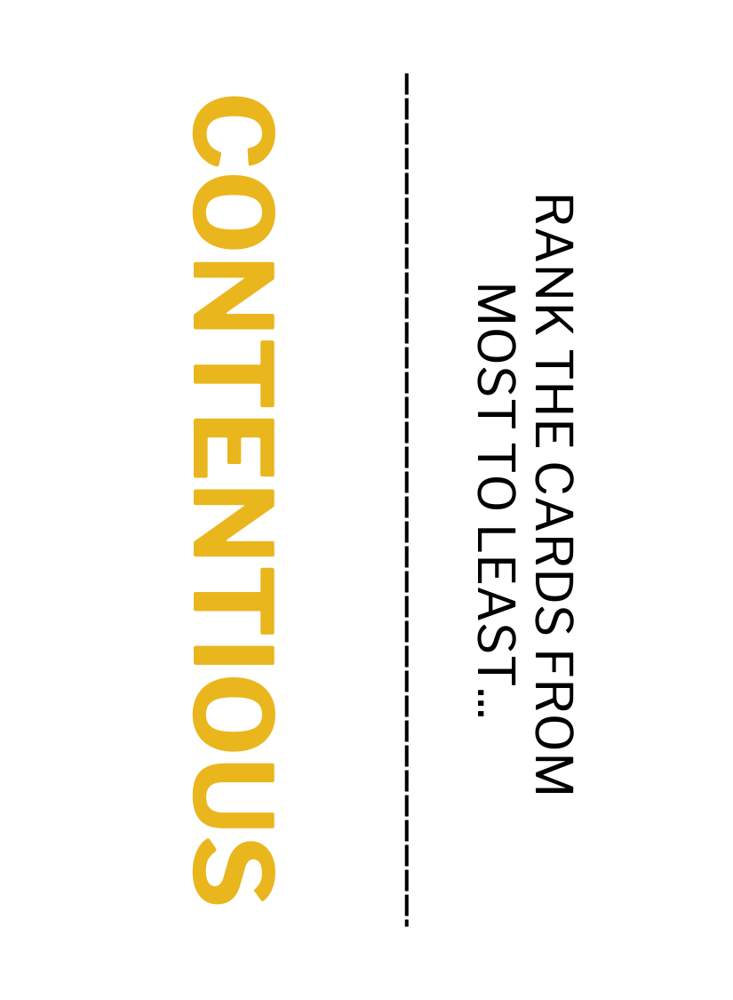 RANK THE CARDS FROM
MOST TO LEAST...
CONTENTIOUS